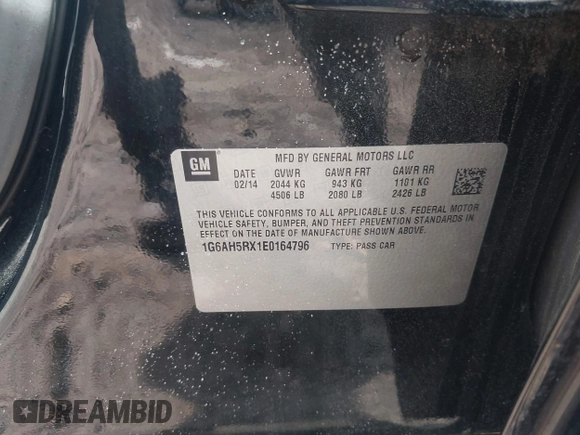 GM
MFD BY GENERAL MOTORS LLC
DATE GVWR GAWR FRT GAWR RR
02/14 2044 KG 943 KG 1101 KG
4506 LB 2080 LB 2426 LB
THIS VEHICLE CONFORMS TO ALL APPLICABLE U.S. FEDERAL MOTOR
VEHICLE SAFETY, BUMPER, AND THEFT PREVENTION STANDARDS
IN EFFECT ON THE DATE OF MANUFACTURE SHOWN ABOVE.
1G6AH5RX1E0164796 TYPE: PASS CAR
DREAMBID